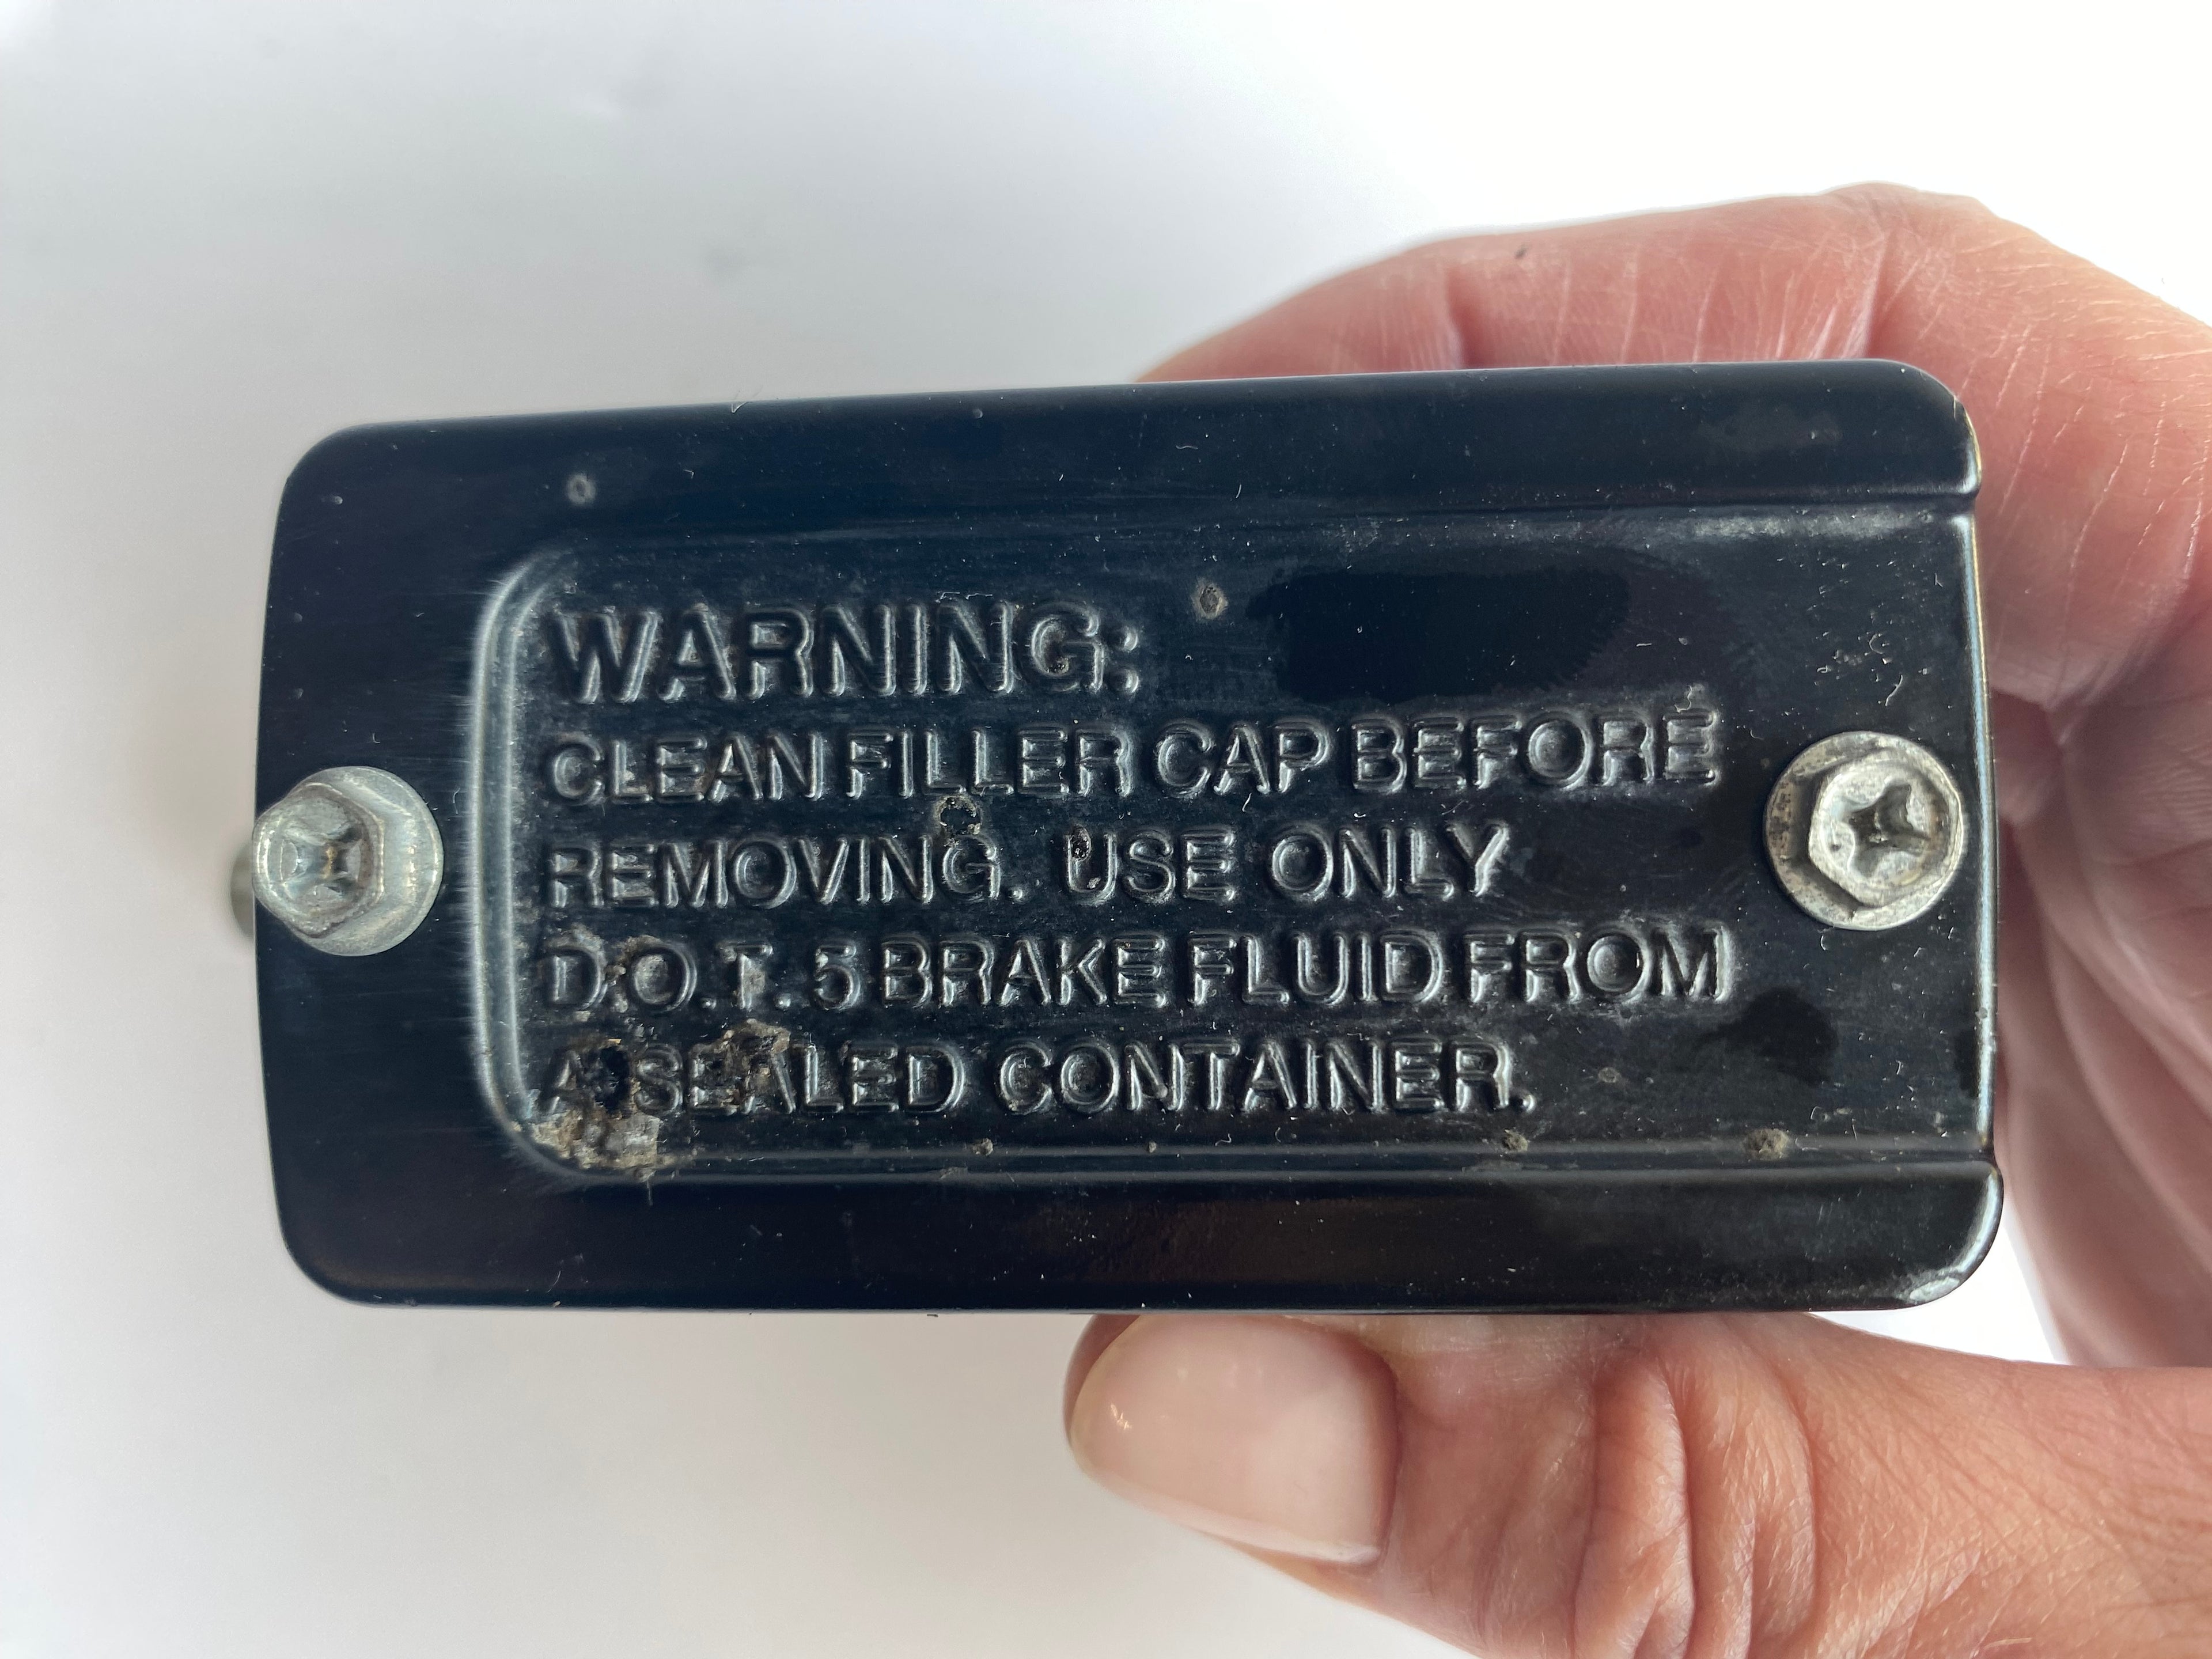 WARNING:
CLEAN FILLER CAP BEFORE
REMOVING. USE ONLY
D.O.T. 5 BRAKE FLUID FROM
A SEALED CONTAINER.